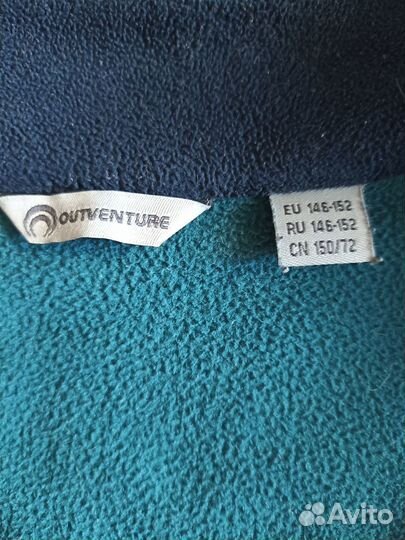 OUTVENTURE
EU 146-152
RU 146-152
CN 150/72
Avito